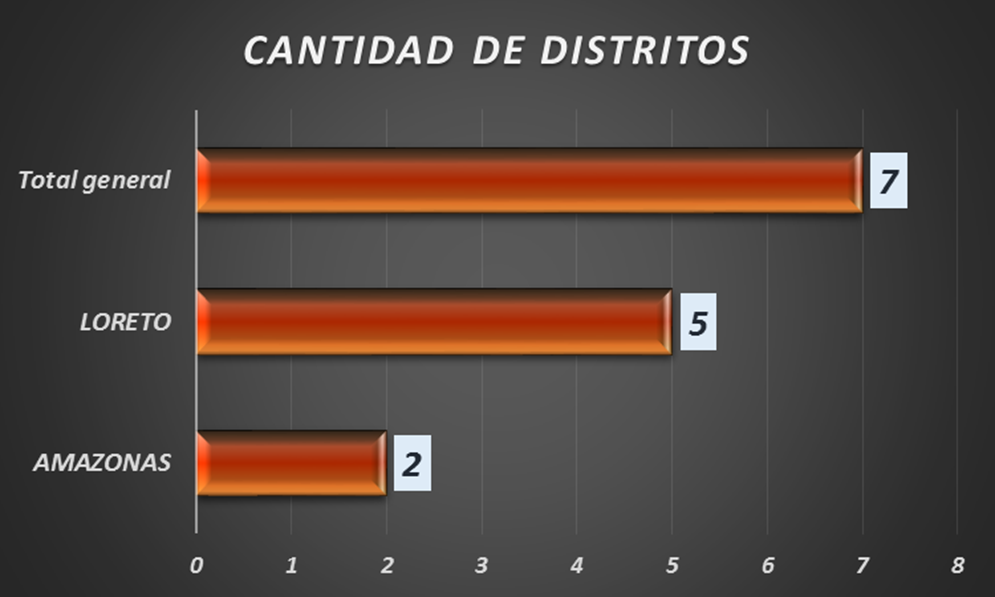 CANTIDAD DE DISTRITOS
Total general 7
LORETO 5
AMAZONAS 2
0 1 2 3 4 5 6 7 8